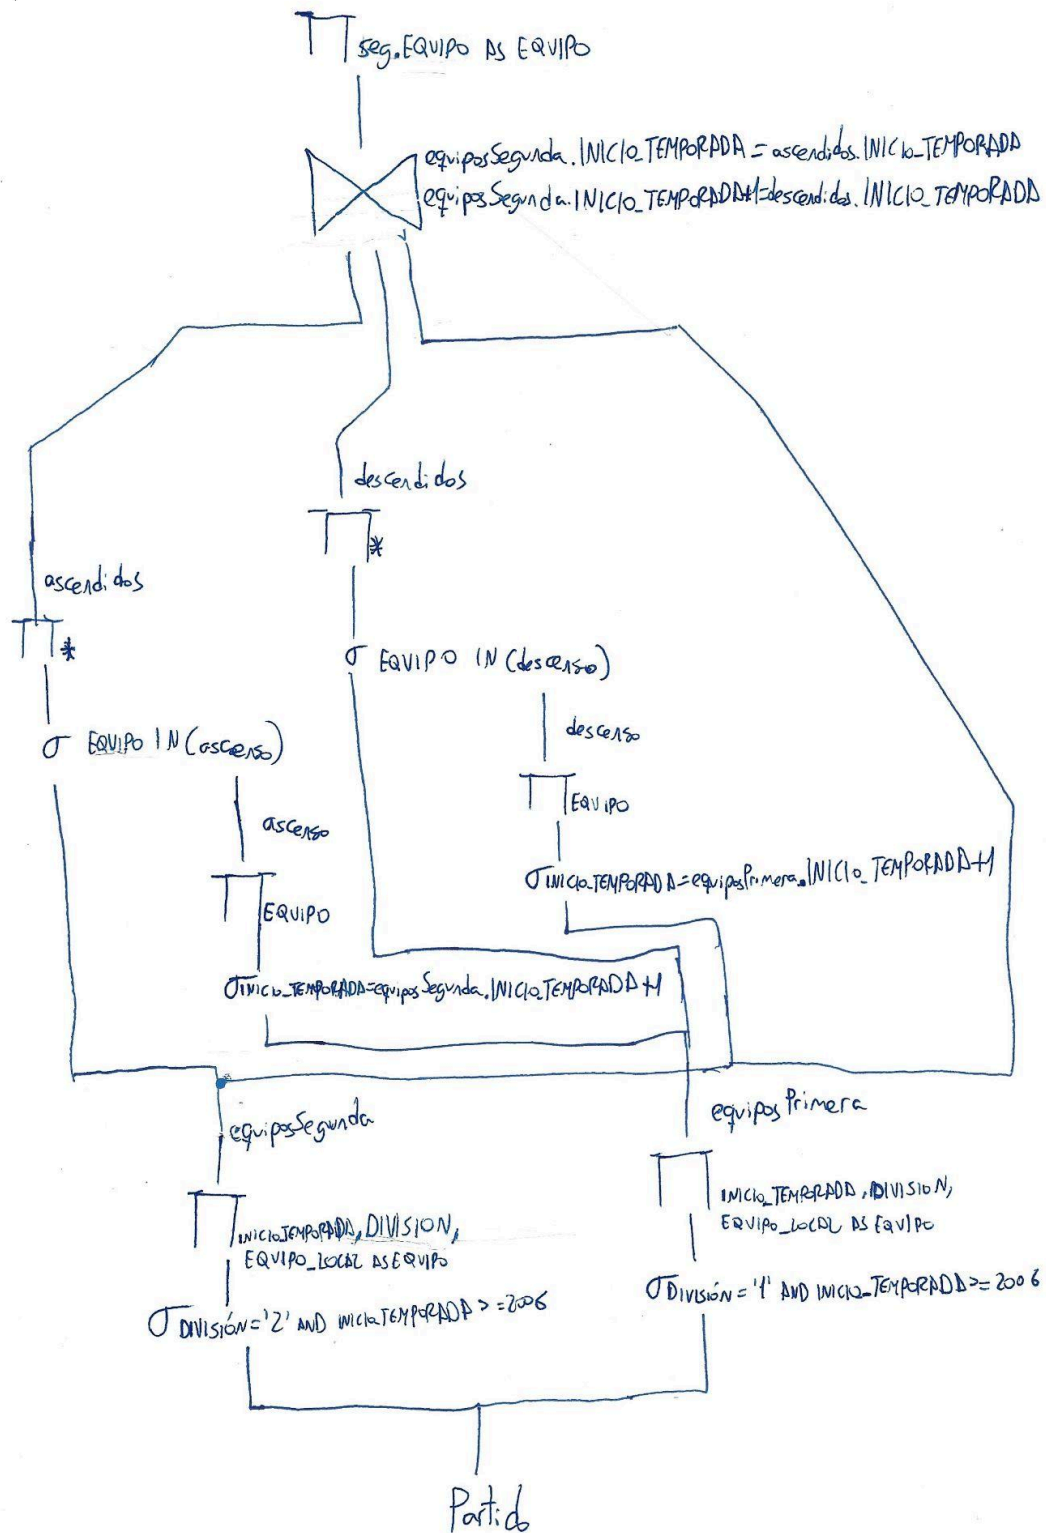 Π seg.EQUIPO AS EQUIPO
equiposSegunda.INICIO_TEMPORADA=ascendidos.INICIO_TEMPORADA
equiposSegunda.INICIO_TEMPORADA+1=descendidos.INICIO_TEMPORADA
descendidos
Π *
ascendidos
Π *
σ EQUIPO IN (descenso)
descenso
σ EQUIPO IN (ascenso)
Π EQUIPO
ascenso
σ INICIO_TEMPORADA=equiposPrimera.INICIO_TEMPORADA+1
Π EQUIPO
σ INICIO_TEMPORADA=equiposSegunda.INICIO_TEMPORADA+1
equiposPrimera
equiposSegunda
Π INICIO_TEMPORADA, DIVISION,
EQUIPO_LOCAL AS EQUIPO
Π INICIO_TEMPORADA, DIVISION,
EQUIPO_LOCAL AS EQUIPO
σ DIVISIÓN='1' AND INICIO_TEMPORADA>=2006
σ DIVISIÓN='2' AND INICIO_TEMPORADA>=2006
Partido